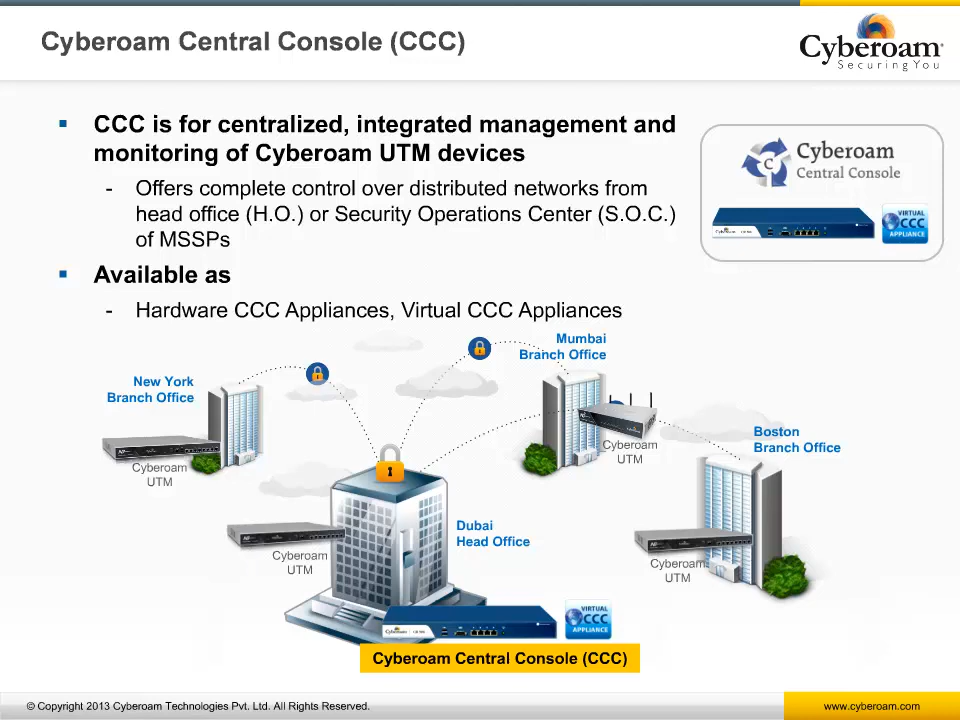 Cyberoam Central Console (CCC)
Cyberoam
Securing You
▪ CCC is for centralized, integrated management and
monitoring of Cyberoam UTM devices
- Offers complete control over distributed networks from
head office (H.O.) or Security Operations Center (S.O.C.)
of MSSPs
▪ Available as
- Hardware CCC Appliances, Virtual CCC Appliances
C
Cyberoam
Central Console
Cyberoam
VIRTUAL
CCC
APPLIANCE
Mumbai
Branch Office
New York
Branch Office
Boston
Branch Office
Cyberoam
UTM
Cyberoam
UTM
Dubai
Head Office
Cyberoam
UTM
Cyberoam
UTM
Cyberoam
VIRTUAL
CCC
APPLIANCE
Cyberoam Central Console (CCC)
© Copyright 2013 Cyberoam Technologies Pvt. Ltd. All Rights Reserved.
www.cyberoam.com